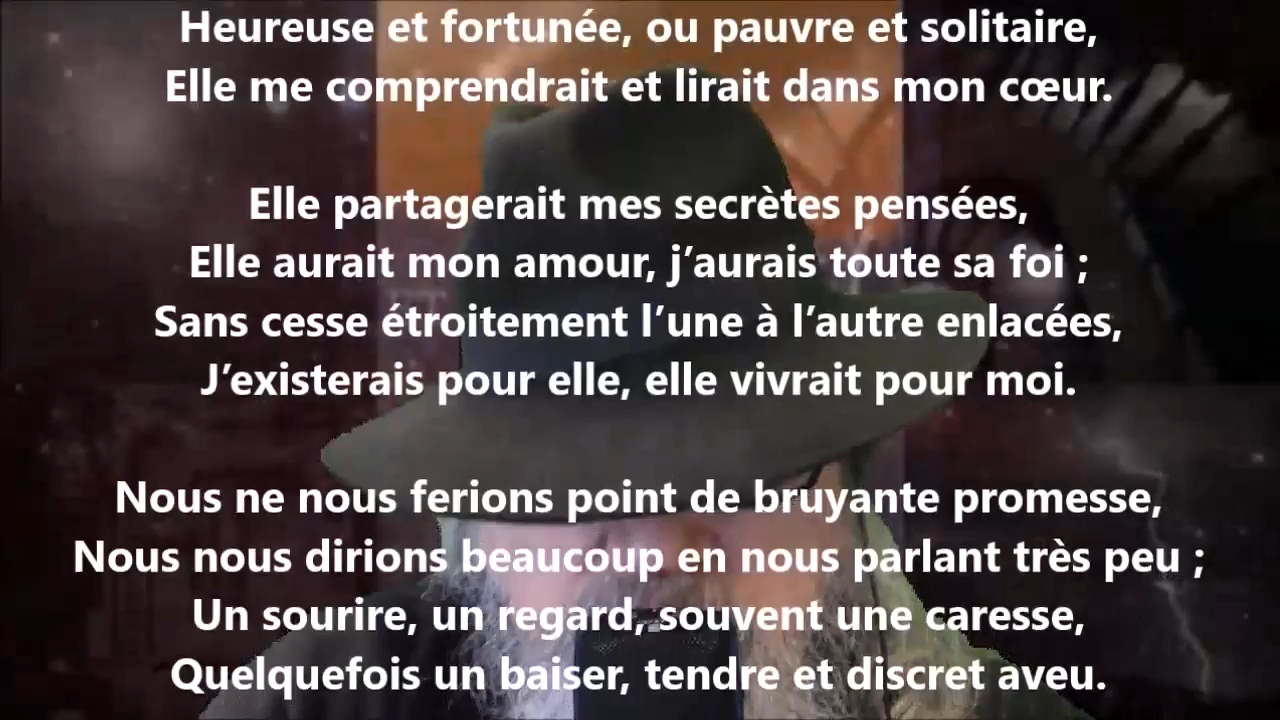 Heureuse et fortunée, ou pauvre et solitaire,
Elle me comprendrait et lirait dans mon cœur.
Elle partagerait mes secrètes pensées,
Elle aurait mon amour, j’aurais toute sa foi ;
Sans cesse étroitement l’une à l’autre enlacées,
J’existerais pour elle, elle vivrait pour moi.
Nous ne nous ferions point de bruyante promesse,
Nous nous dirions beaucoup en nous parlant très peu ;
Un sourire, un regard, souvent une caresse,
Quelquefois un baiser, tendre et discret aveu.